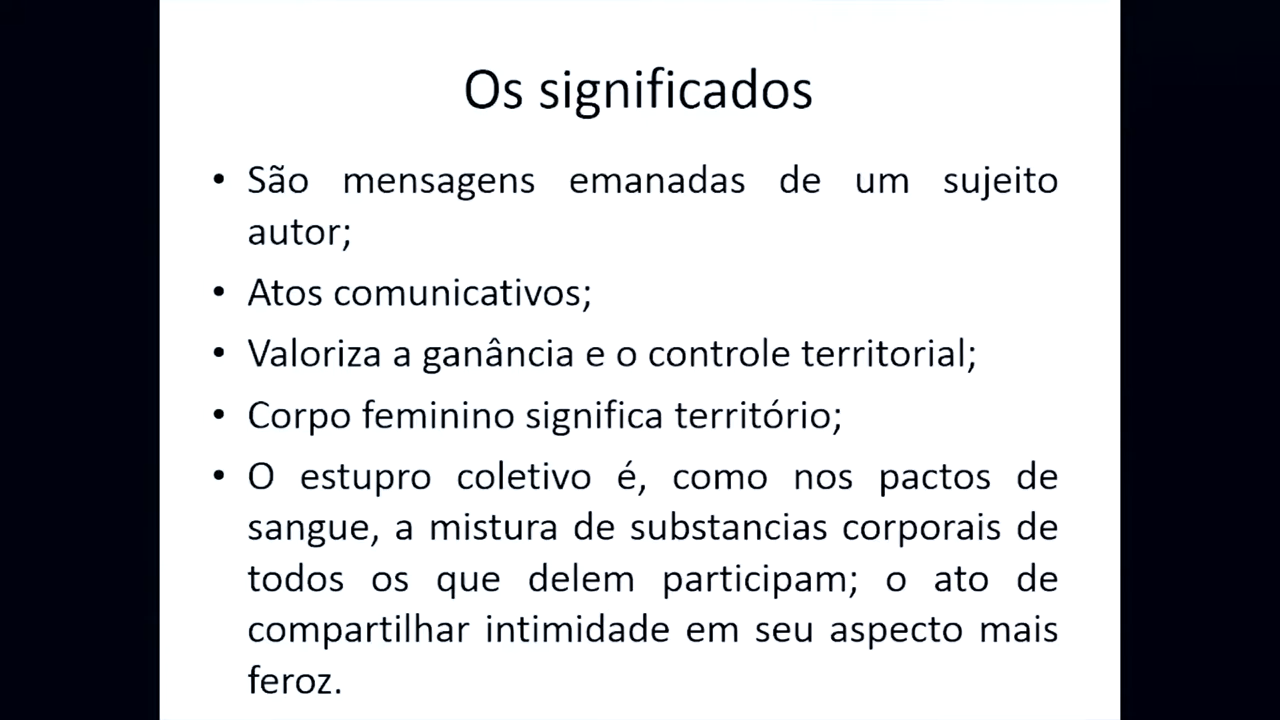 Os significados
• São mensagens emanadas de um sujeito
autor;
• Atos comunicativos;
• Valoriza a ganância e o controle territorial;
• Corpo feminino significa território;
• O estupro coletivo é, como nos pactos de
sangue, a mistura de substancias corporais de
todos os que delem participam; o ato de
compartilhar intimidade em seu aspecto mais
feroz.